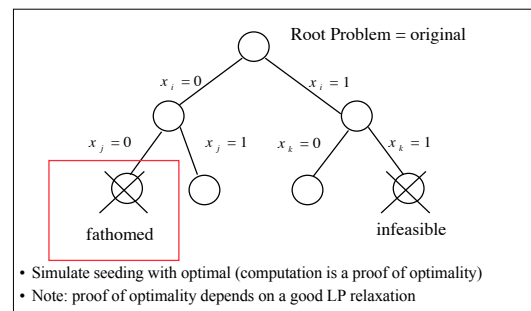 Root Problem = original
x_i = 0
x_i = 1
x_j = 0
x_j = 1
x_k = 0
x_k = 1
fathomed
infeasible
• Simulate seeding with optimal (computation is a proof of optimality)
• Note: proof of optimality depends on a good LP relaxation